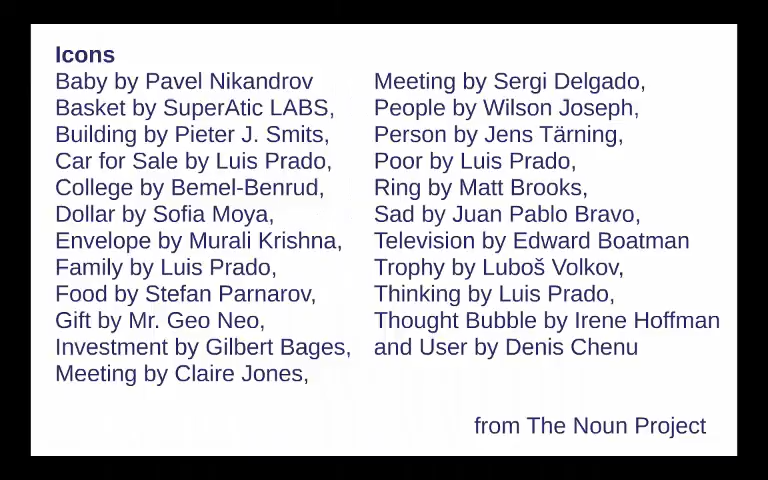 Icons
Baby by Pavel Nikandrov
Basket by SuperAtic LABS,
Building by Pieter J. Smits,
Car for Sale by Luis Prado,
College by Bemel-Benrud,
Dollar by Sofia Moya,
Envelope by Murali Krishna,
Family by Luis Prado,
Food by Stefan Parnarov,
Gift by Mr. Geo Neo,
Investment by Gilbert Bages,
Meeting by Claire Jones,
Meeting by Sergi Delgado,
People by Wilson Joseph,
Person by Jens Tärning,
Poor by Luis Prado,
Ring by Matt Brooks,
Sad by Juan Pablo Bravo,
Television by Edward Boatman
Trophy by Luboš Volkov,
Thinking by Luis Prado,
Thought Bubble by Irene Hoffman
and User by Denis Chenu
from The Noun Project